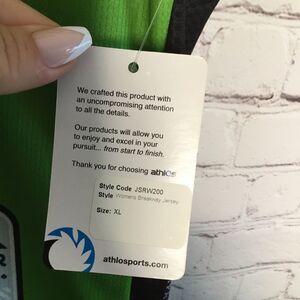 We crafted this product with
an uncompromising attention
to all the details.
Our products will allow you
to enjoy and excel in your
pursuit... from start to finish.
Thank you for choosing athlos
Style Code JSRW200
Style Womens Breakaway Jersey
Size: XL
athlosports.com